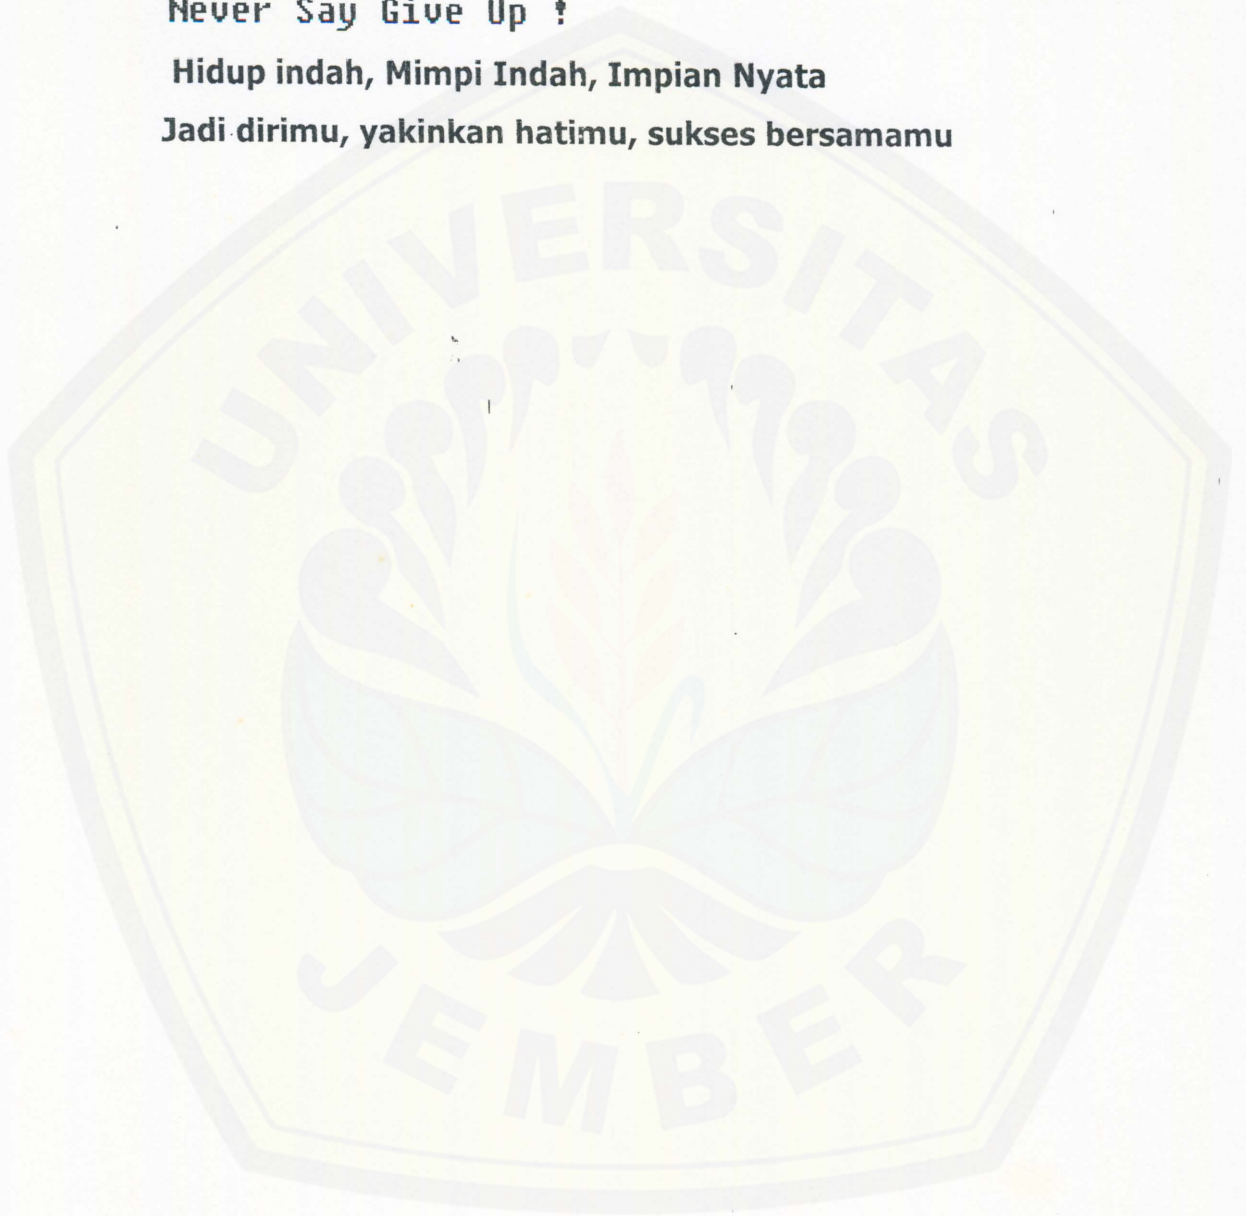 Never Say Give Up !
Hidup indah, Mimpi Indah, Impian Nyata
Jadi dirimu, yakinkan hatimu, sukses bersamamu
UNIVERSITAS
JEMBER